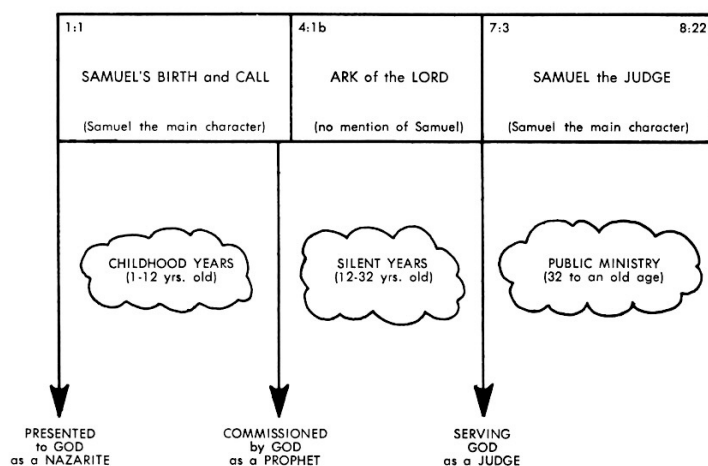 1:1
4:1b
7:3
8:22
SAMUEL'S BIRTH and CALL
ARK of the LORD
SAMUEL the JUDGE
(Samuel the main character)
(no mention of Samuel)
(Samuel the main character)
CHILDHOOD YEARS
(1-12 yrs. old)
SILENT YEARS
(12-32 yrs. old)
PUBLIC MINISTRY
(32 to an old age)
PRESENTED
to GOD
as a NAZARITE
COMMISSIONED
by GOD
as a PROPHET
SERVING
GOD
as a JUDGE